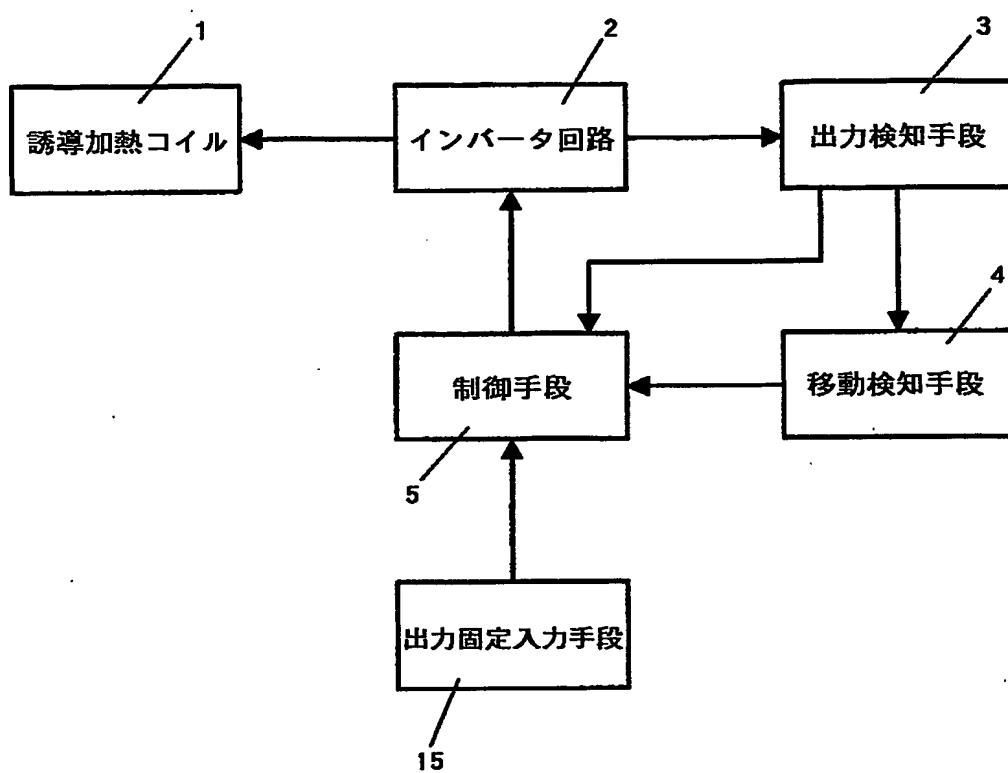 1
2
3
誘導加熱コイル
インバータ回路
出力検知手段
4
制御手段
移動検知手段
5
出力固定入力手段
15